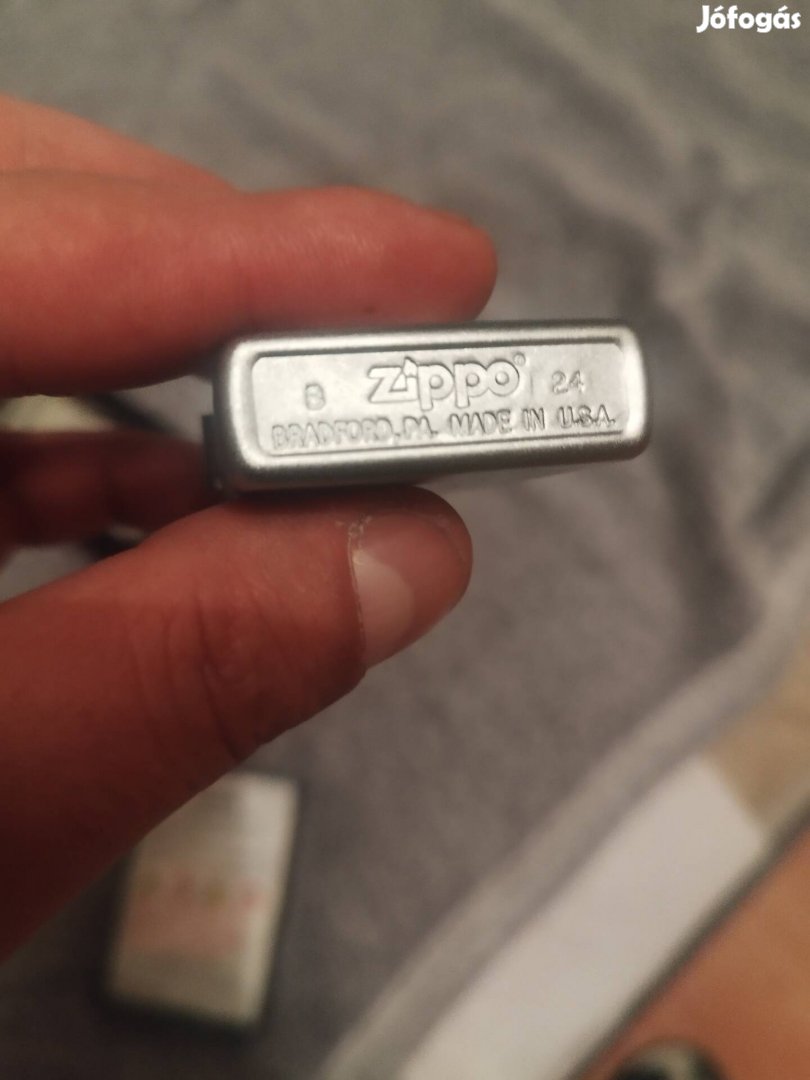 Jófogás
B zippo® 24
BRADFORD, PA. MADE IN U.S.A.